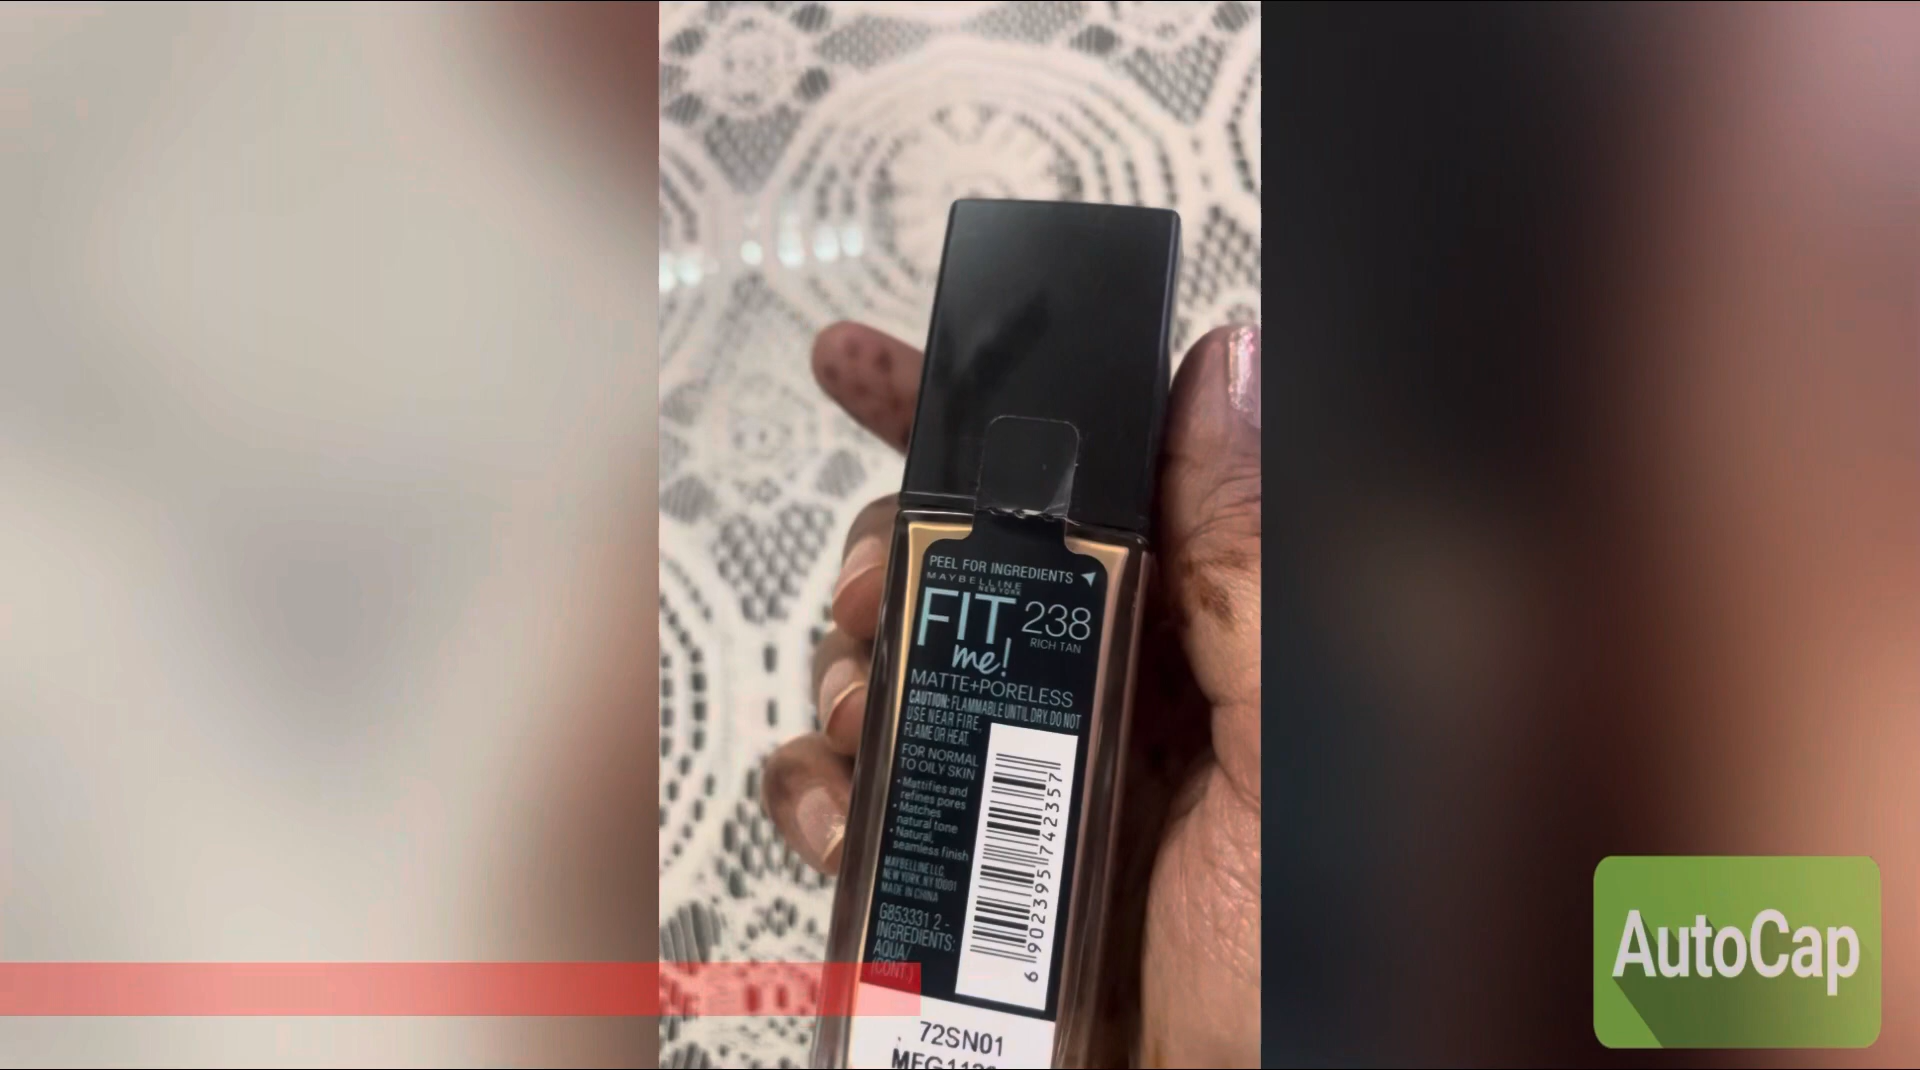 PEEL FOR INGREDIENTS
MAYBELLINE
NEW YORK
FIT
me!
238
RICH TAN
MATTE+PORELESS
CAUTION: FLAMMABLE UNTIL DRY. DO NOT
USE NEAR FIRE,
FLAME OR HEAT.
FOR NORMAL
TO OILY SKIN
• Mattifies and
refines pores
• Matches
natural tone
• Natural,
seamless finish
MAYBELLINE LLC,
NEW YORK, NY 10001
MADE IN CHINA
G853331 2 -
INGREDIENTS:
AQUA/
(CONT.)
6 902395 742357
72SN01
AutoCap